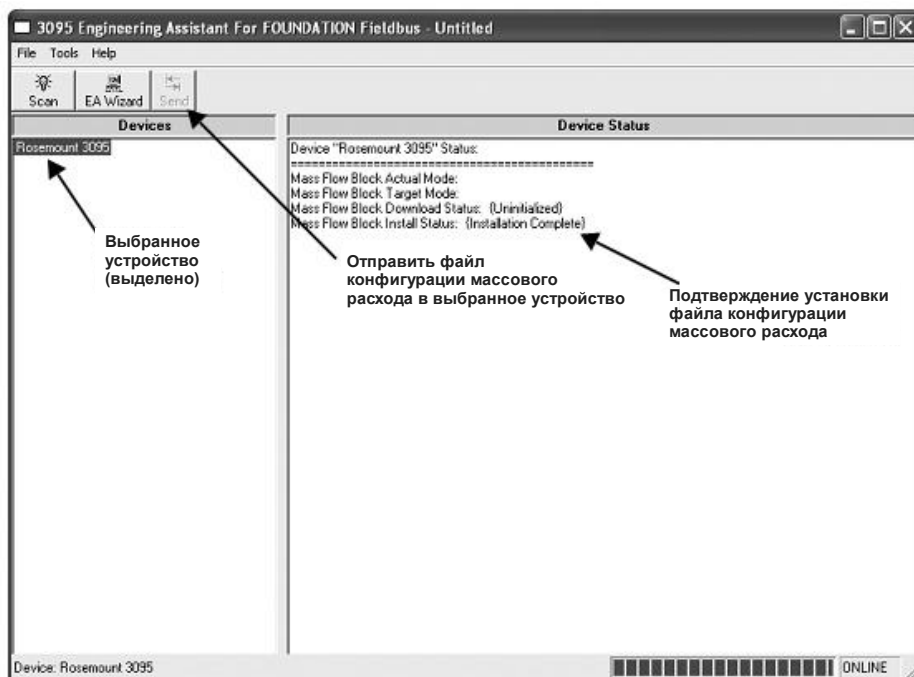 3095 Engineering Assistant For FOUNDATION Fieldbus - Untitled
File Tools Help
Scan
EA Wizard
Send
Devices
Device Status
Rosemount 3095
Device "Rosemount 3095" Status:
==============================================
Mass Flow Block Actual Mode:
Mass Flow Block Target Mode:
Mass Flow Block Download Status: {Uninitialized}
Mass Flow Block Install Status: {Installation Complete}
Выбранное
устройство
(выделено)
Отправить файл
конфигурации массового
расхода в выбранное устройство
Подтверждение установки
файла конфигурации
массового расхода
Device: Rosemount 3095
ONLINE